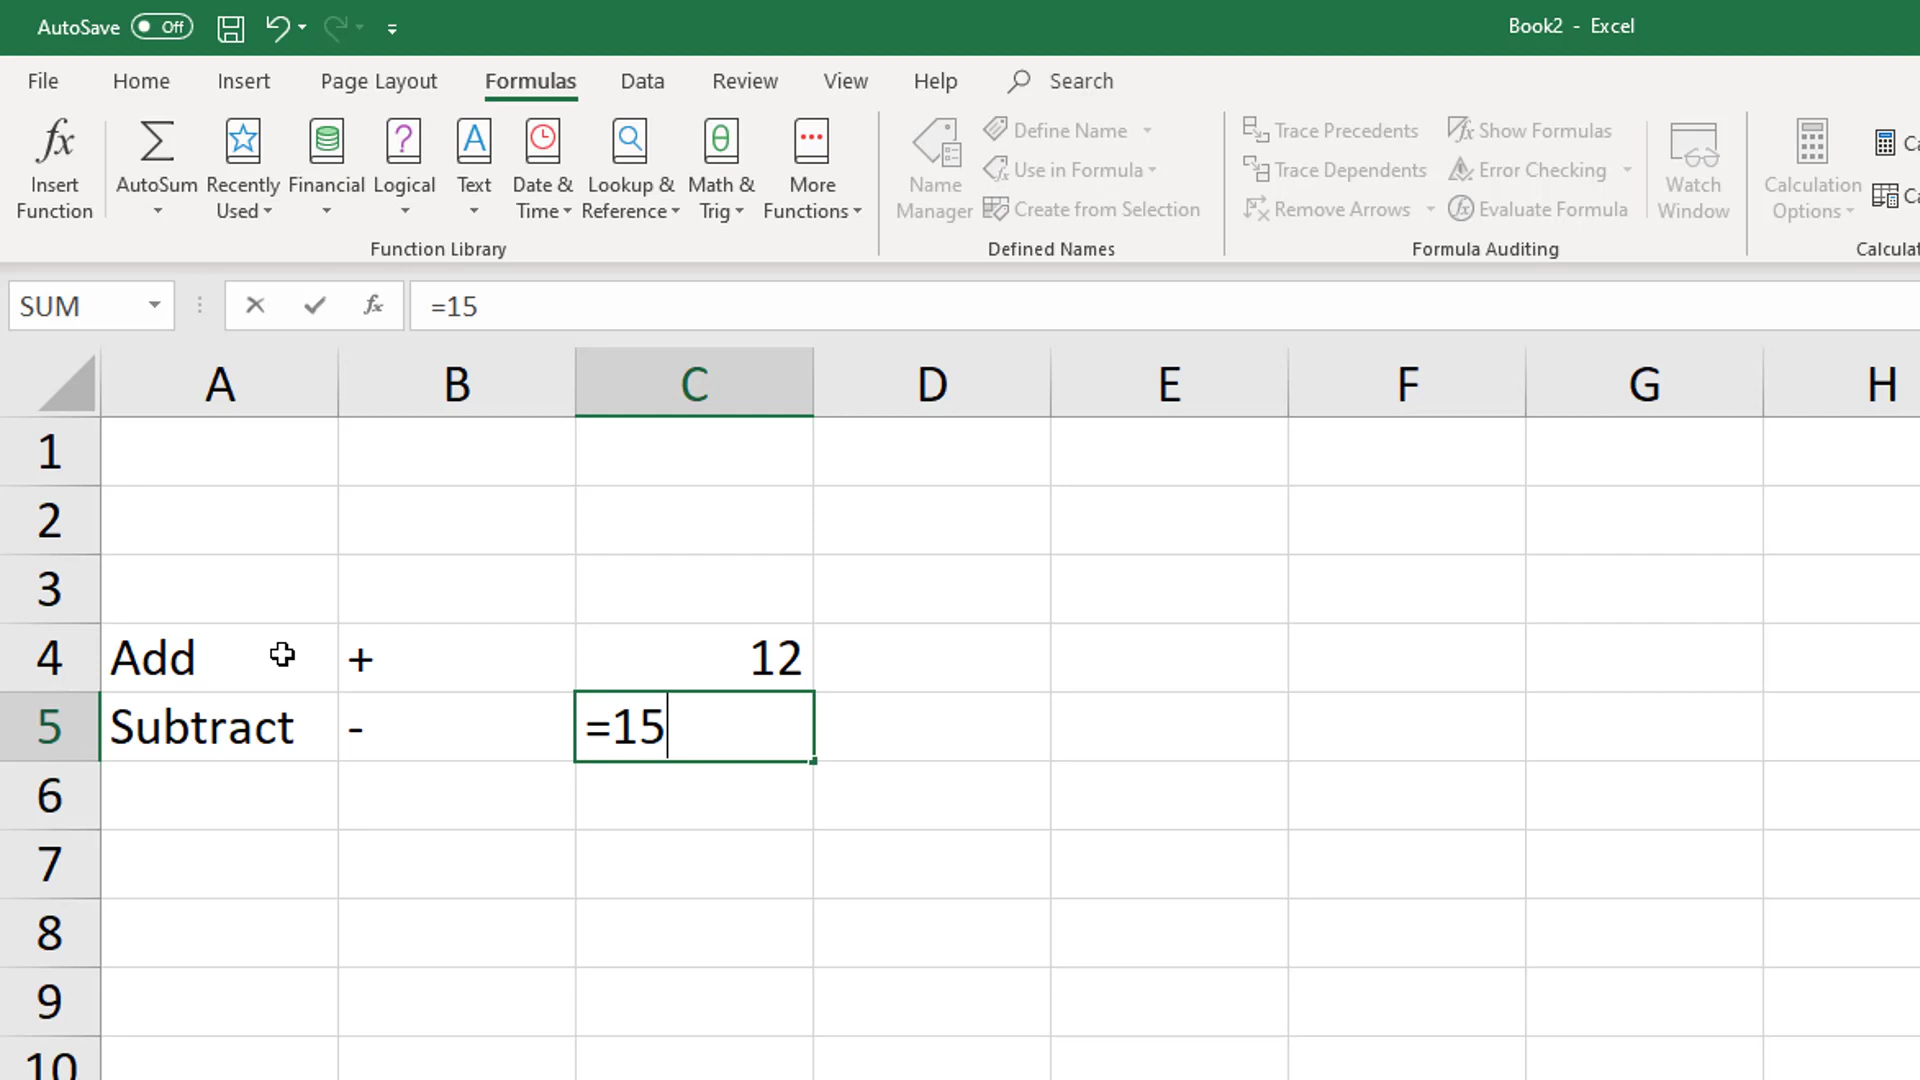 AutoSave Off Book2 - Excel
File Home Insert Page Layout Formulas Data Review View Help Search
fx Insert Function
Σ AutoSum
Recently Used
Financial
Logical
A Text
Date & Time
Lookup & Reference
θ Math & Trig
More Functions
Function Library
Name Manager
Define Name
Use in Formula
Create from Selection
Defined Names
Trace Precedents
Trace Dependents
Remove Arrows
Show Formulas
Error Checking
Evaluate Formula
Formula Auditing
Watch Window
Calculation Options
SUM fx =15
A B C D E F G H
1
2
3
4 Add + 12
5 Subtract - =15
6
7
8
9
10